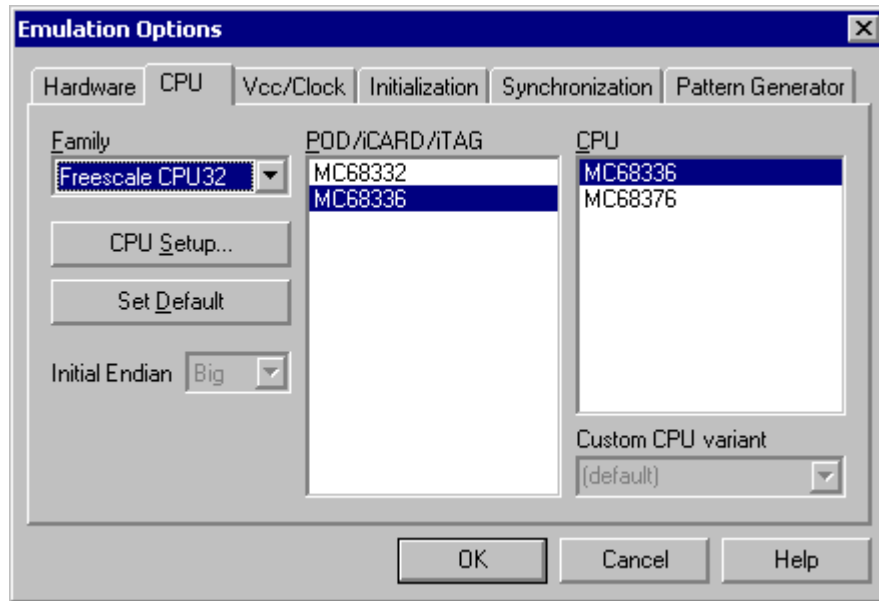 Emulation Options
Hardware CPU Vcc/Clock Initialization Synchronization Pattern Generator
Family POD/iCARD/iTAG CPU
Freescale CPU32 MC68332 MC68336
MC68336 MC68376
CPU Setup...
Set Default
Initial Endian Big
Custom CPU variant
(default)
OK Cancel Help